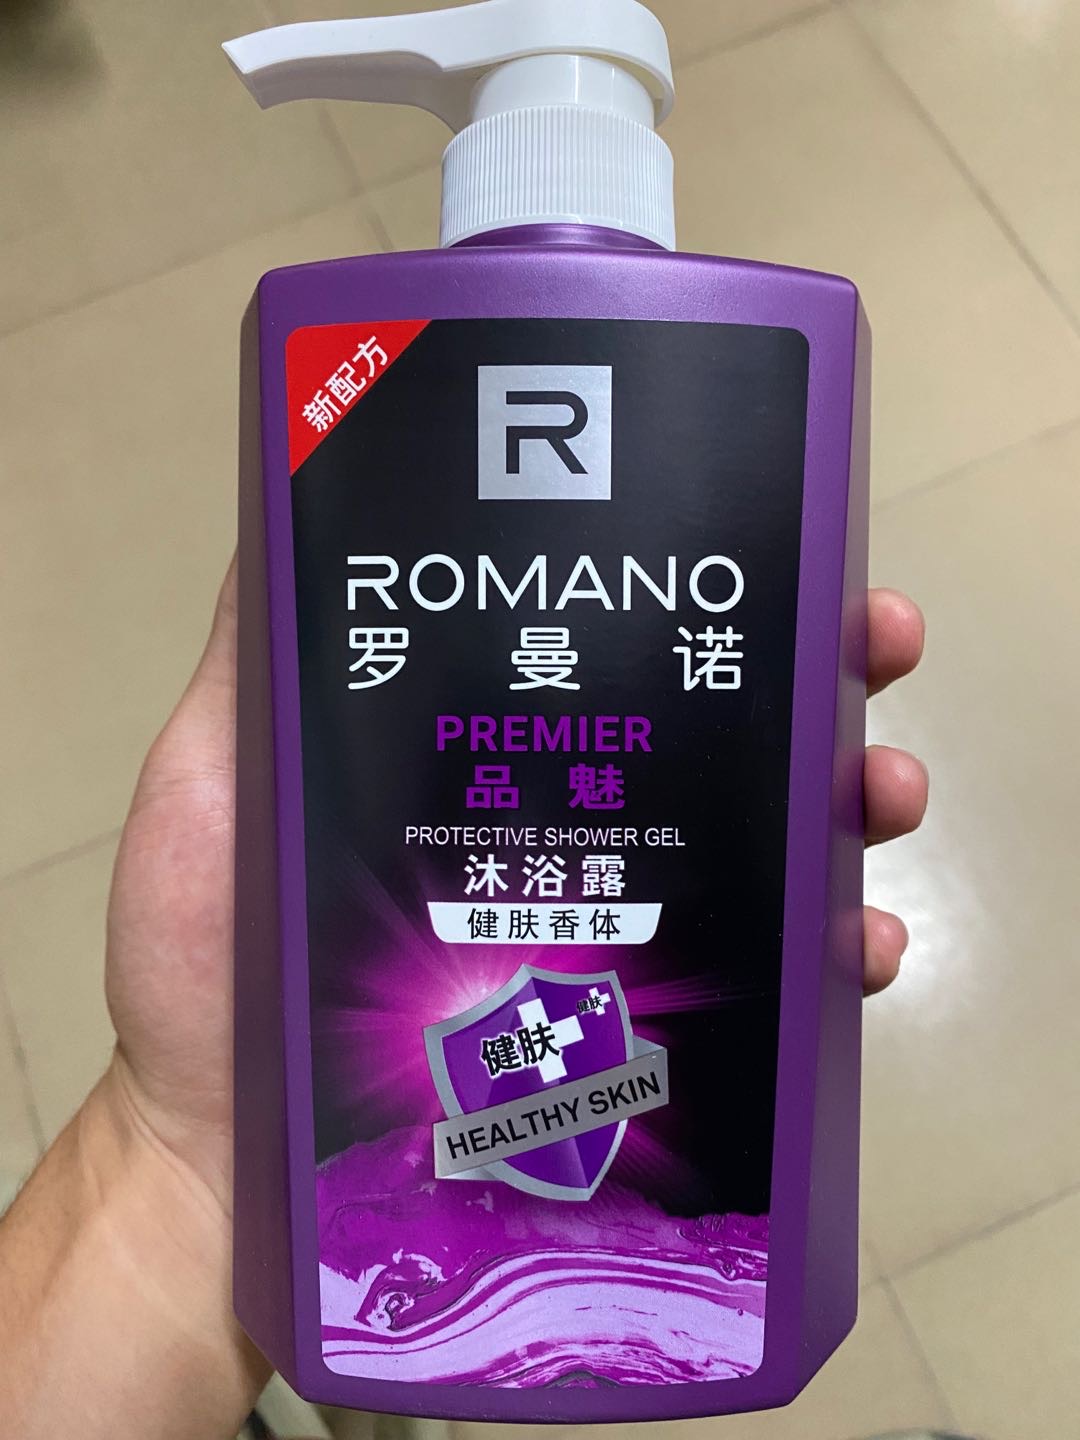 新配方
R
ROMANO
罗曼诺
PREMIER
品魅
PROTECTIVE SHOWER GEL
沐浴露
健肤香体
健肤
健肤
HEALTHY SKIN